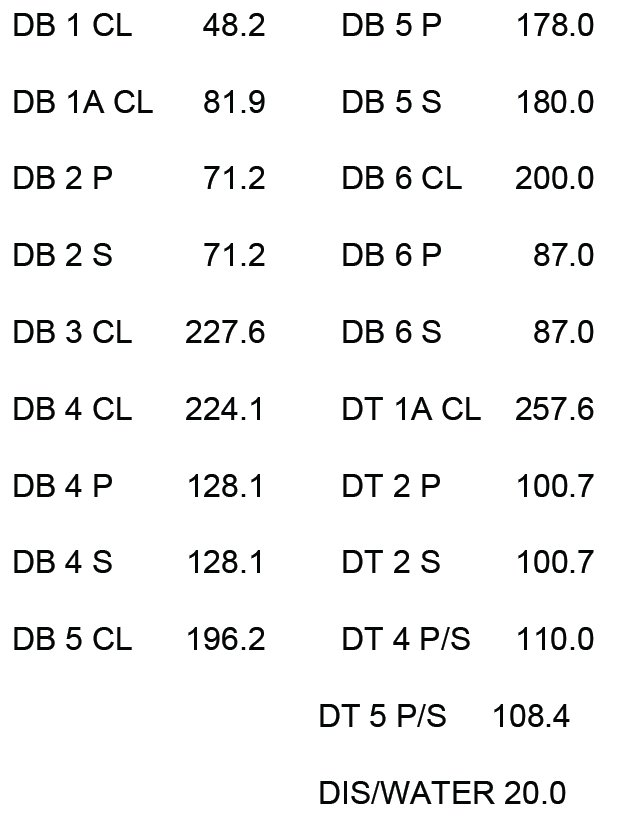 DB 1 CL 48.2 DB 5 P 178.0
DB 1A CL 81.9 DB 5 S 180.0
DB 2 P 71.2 DB 6 CL 200.0
DB 2 S 71.2 DB 6 P 87.0
DB 3 CL 227.6 DB 6 S 87.0
DB 4 CL 224.1 DT 1A CL 257.6
DB 4 P 128.1 DT 2 P 100.7
DB 4 S 128.1 DT 2 S 100.7
DB 5 CL 196.2 DT 4 P/S 110.0
DT 5 P/S 108.4
DIS/WATER 20.0